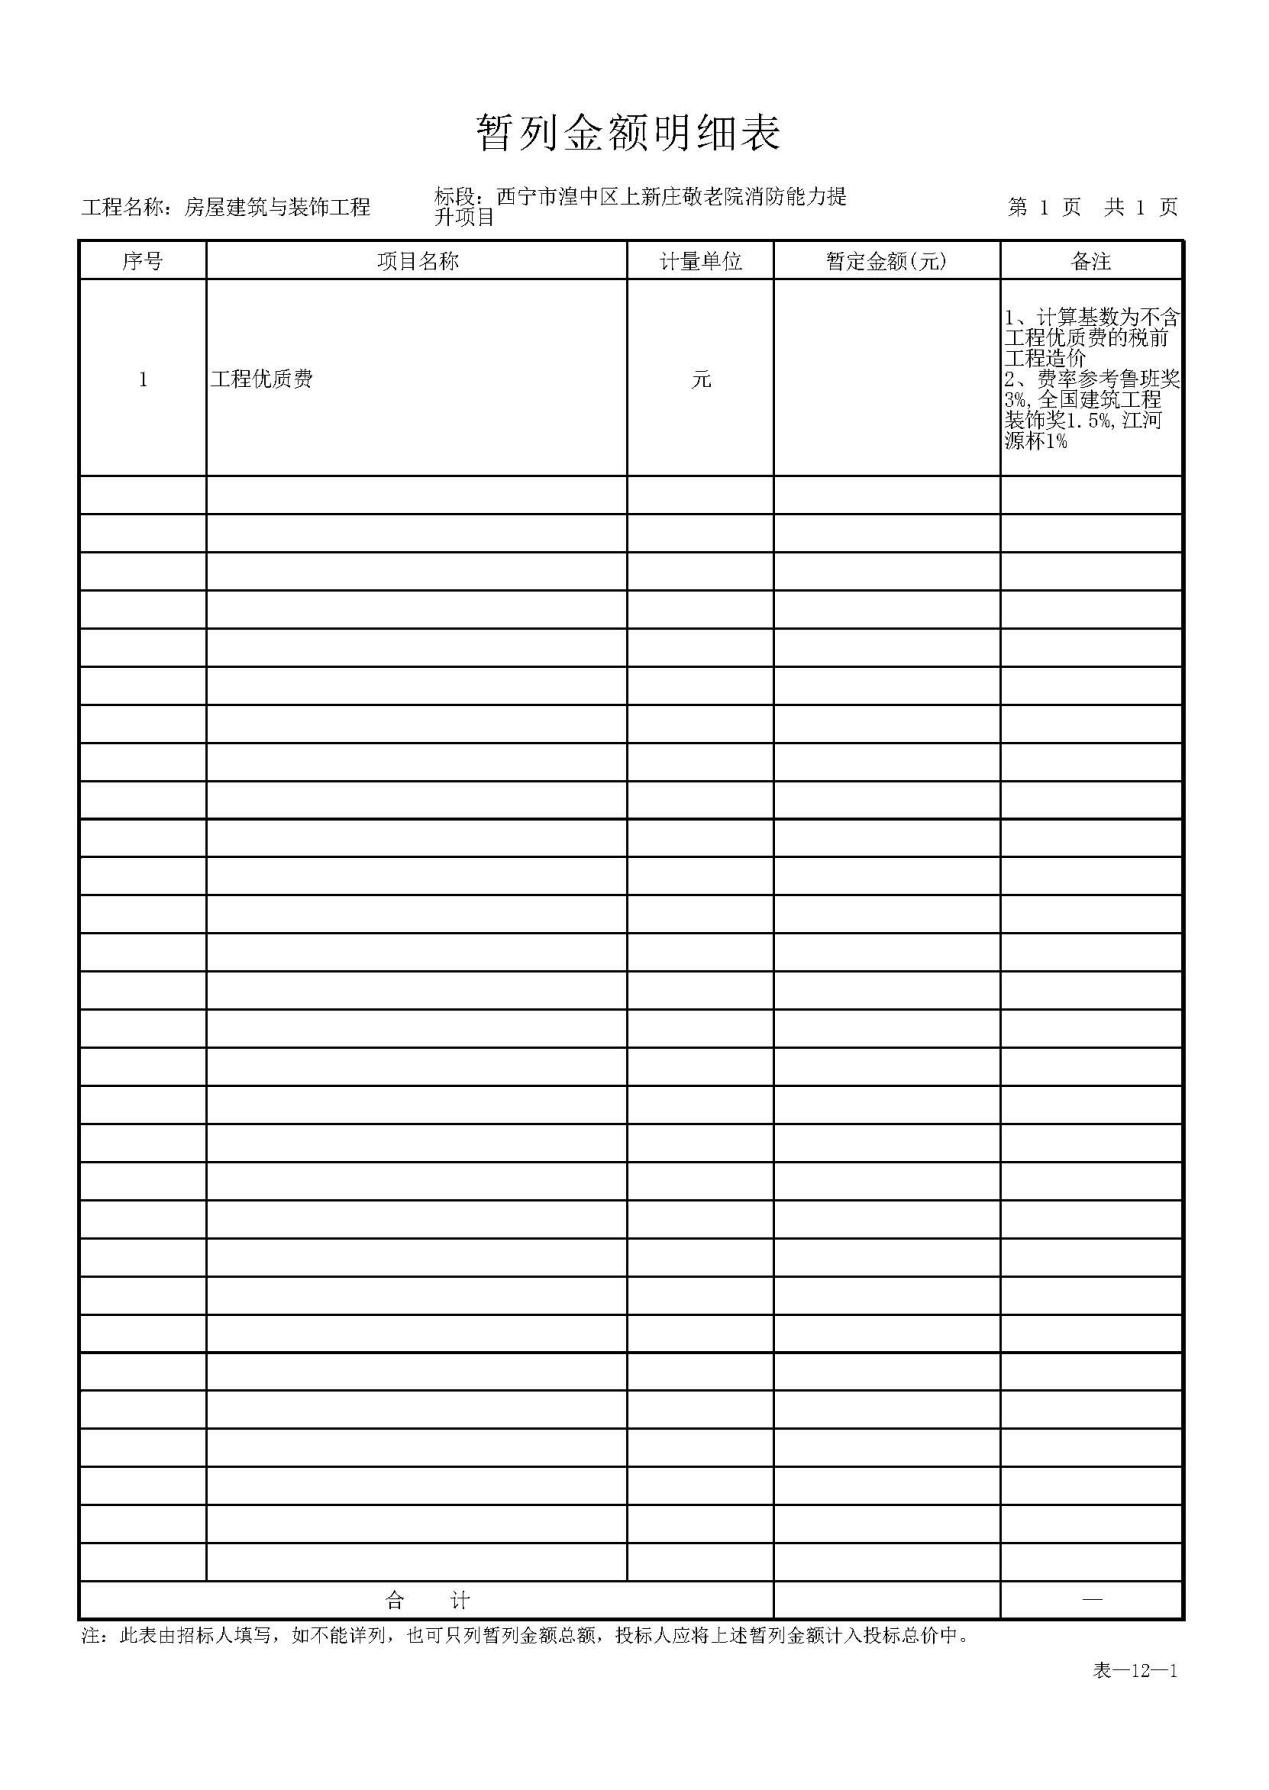 暂列金额明细表
工程名称：房屋建筑与装饰工程
标段：西宁市湟中区上新庄敬老院消防能力提
升项目
第 1 页 共 1 页
序号 项目名称 计量单位 暂定金额(元) 备注
1 工程优质费 元
1、计算基数为不含
工程优质费的税前
工程造价
2、费率参考鲁班奖
3%,全国建筑工程
装饰奖1.5%,江河
源杯1%
合 计 —
注：此表由招标人填写，如不能详列，也可只列暂列金额总额，投标人应将上述暂列金额计入投标总价中。
表—12—1